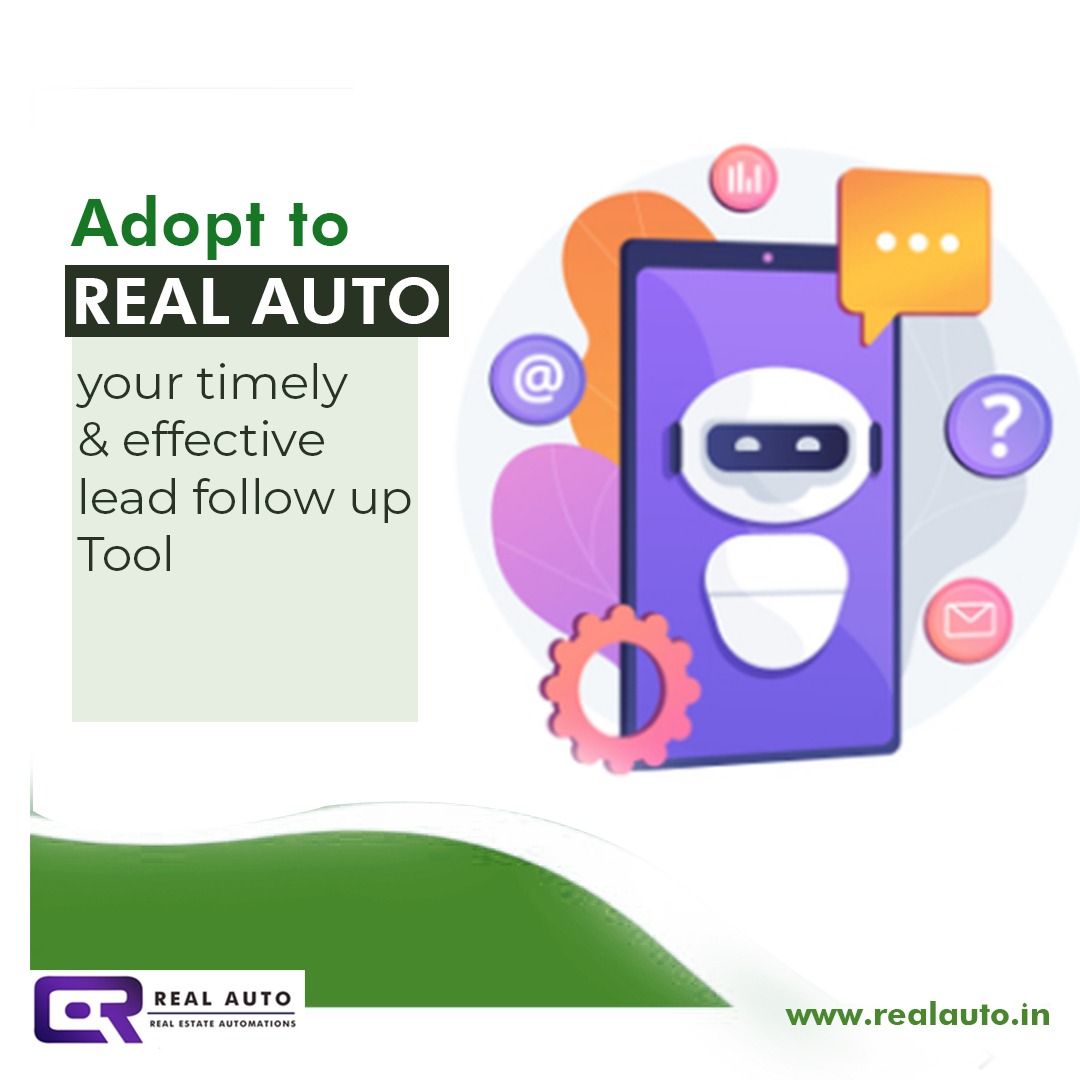 Adopt to
REAL AUTO
your timely
& effective
lead follow up
Tool
@
?
REAL AUTO
REAL ESTATE AUTOMATIONS
www.realauto.in